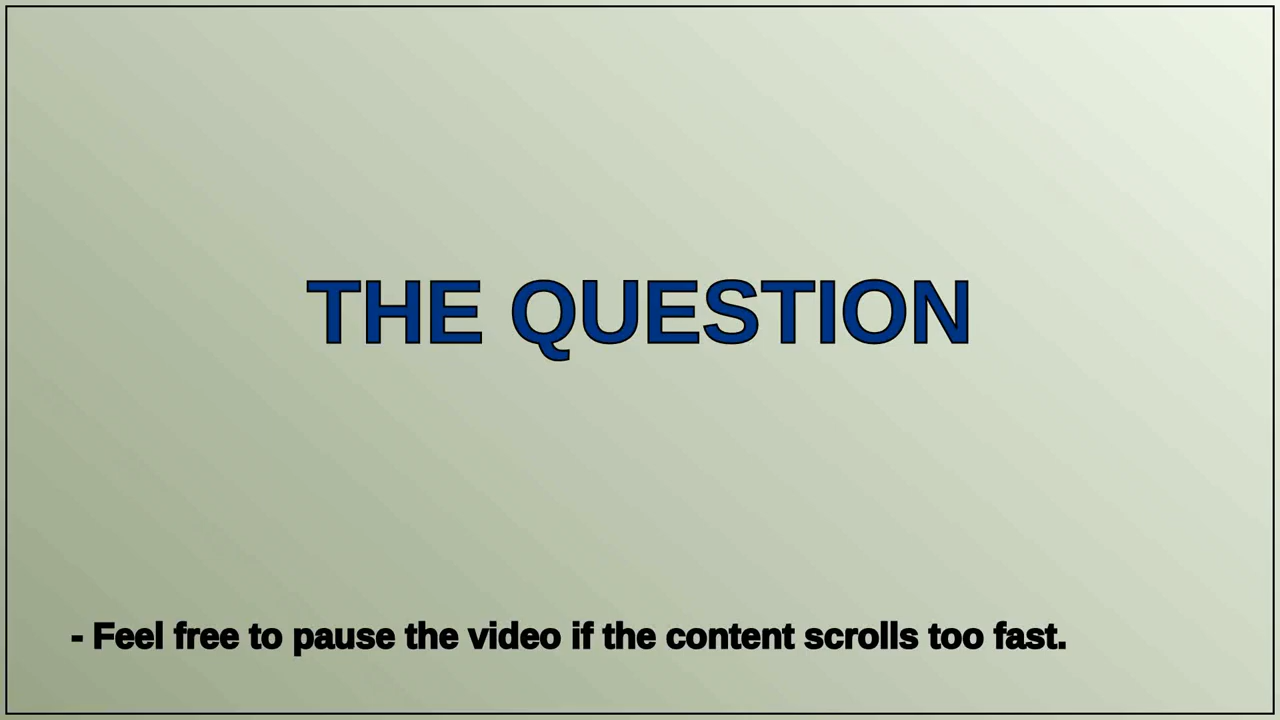 THE QUESTION
- Feel free to pause the video if the content scrolls too fast.